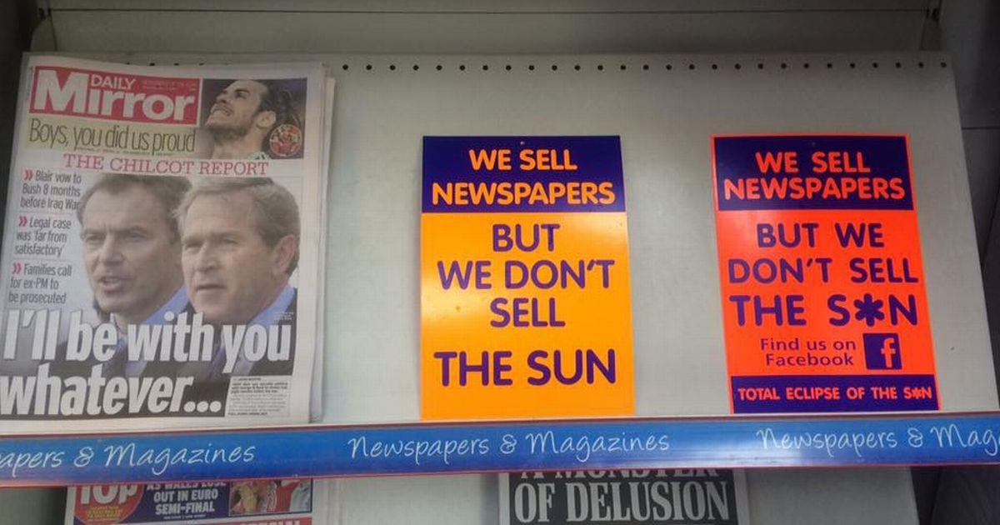 DAILY
Mirror
Boys, you did us proud
THE CHILCOT REPORT
» Blair vow to
Bush 8 months
before Iraq War
» Legal case
was 'far from
satisfactory'
» Families call
for ex-PM to
be prosecuted
I'll be with you
whatever...
WE SELL
NEWSPAPERS
BUT
WE DON'T
SELL
THE SUN
WE SELL
NEWSPAPERS
BUT WE
DON'T SELL
THE S*N
Find us on
Facebook
f
TOTAL ECLIPSE OF THE S*N
apers & Magazines
Newspapers & Magazines
Newspapers & Mag
TOP
AS WALES LOSE
OUT IN EURO
SEMI-FINAL
A MONSTER
OF DELUSION